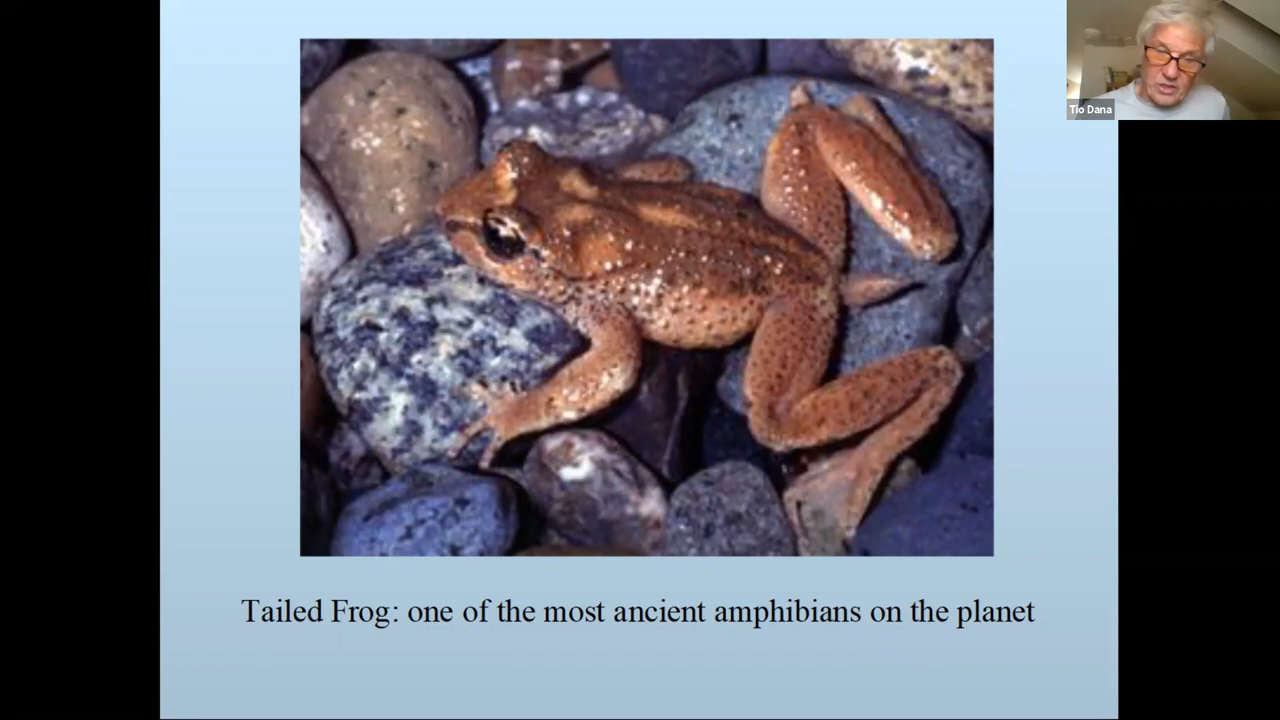 Tio Dana
Tailed Frog: one of the most ancient amphibians on the planet